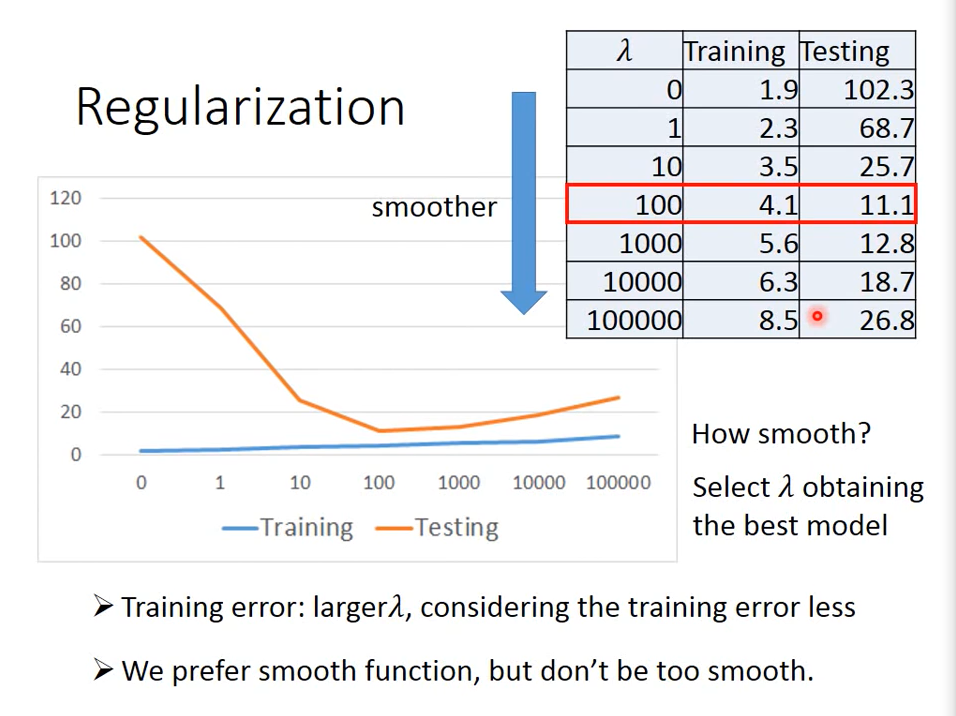 Regularization
smoother
λ Training Testing
0 1.9 102.3
1 2.3 68.7
10 3.5 25.7
100 4.1 11.1
1000 5.6 12.8
10000 6.3 18.7
100000 8.5 26.8
120
100
80
60
40
20
0
0 1 10 100 1000 10000 100000
Training Testing
How smooth?
Select λ obtaining
the best model
➢ Training error: largerλ, considering the training error less
➢ We prefer smooth function, but don’t be too smooth.